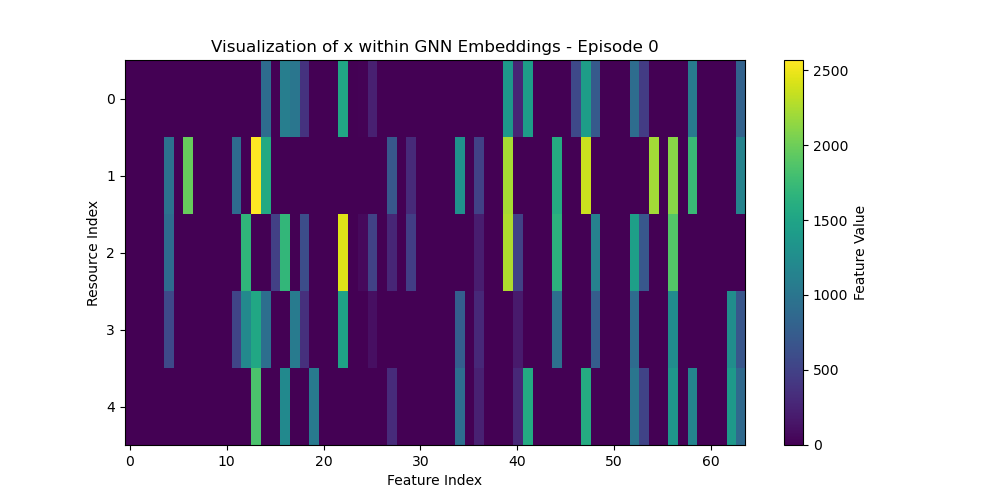 Visualization of x within GNN Embeddings - Episode 0
Resource Index
0
1
2
3
4
0 10 20 30 40 50 60
Feature Index
2500
2000
1500
1000
500
0
Feature Value